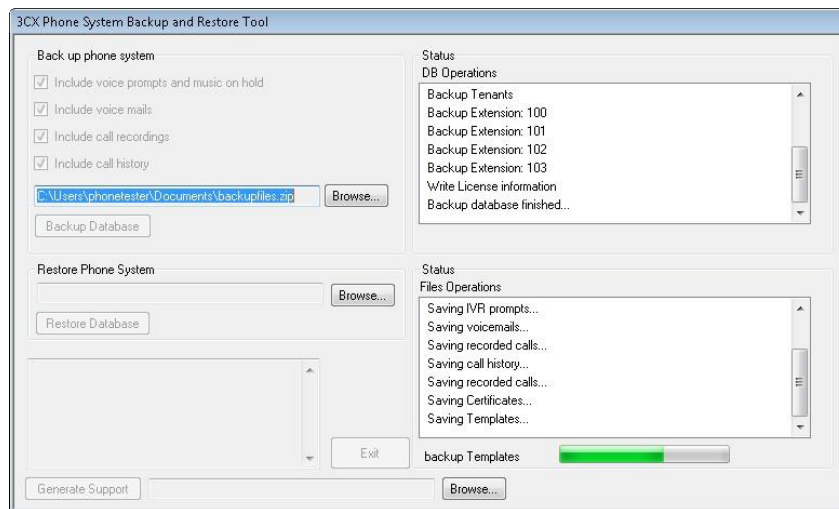 3CX Phone System Backup and Restore Tool
Back up phone system
Include voice prompts and music on hold
Include voice mails
Include call recordings
Include call history
C:\Users\phonetester\Documents\backupfiles.zip
Browse...
Backup Database
Status
DB Operations
Backup Tenants
Backup Extension: 100
Backup Extension: 101
Backup Extension: 102
Backup Extension: 103
Write License information
Backup database finished...
Restore Phone System
Browse...
Restore Database
Status
Files Operations
Saving IVR prompts...
Saving voicemails...
Saving recorded calls...
Saving call history...
Saving recorded calls...
Saving Certificates...
Saving Templates...
Exit
backup Templates
Generate Support
Browse...